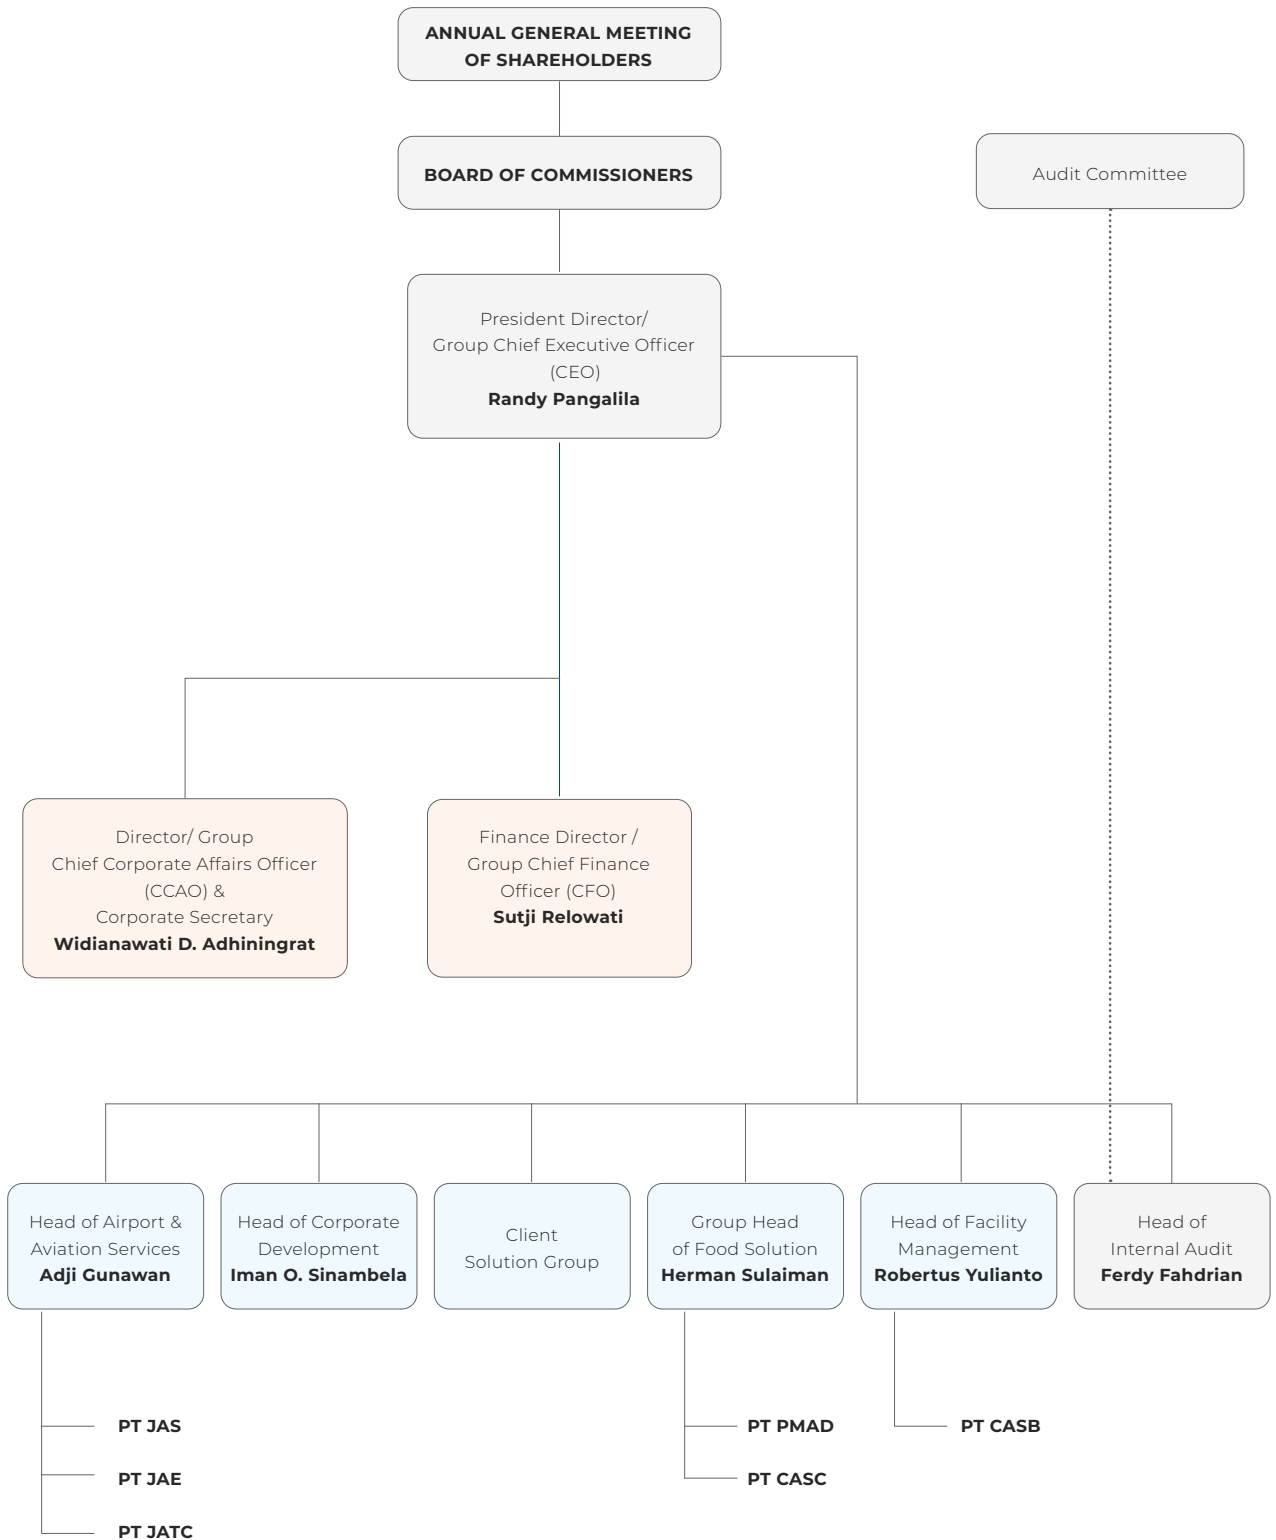 ANNUAL GENERAL MEETING
OF SHAREHOLDERS
BOARD OF COMMISSIONERS
Audit Committee
President Director/
Group Chief Executive Officer
(CEO)
Randy Pangalila
Director/ Group
Chief Corporate Affairs Officer
(CCAO) &
Corporate Secretary
Widianawati D. Adhiningrat
Finance Director /
Group Chief Finance
Officer (CFO)
Sutji Relowati
Head of Airport &
Aviation Services
Adji Gunawan
Head of Corporate
Development
Iman O. Sinambela
Client
Solution Group
Group Head
of Food Solution
Herman Sulaiman
Head of Facility
Management
Robertus Yulianto
Head of
Internal Audit
Ferdy Fahdrian
PT JAS
PT JAE
PT JATC
PT PMAD
PT CASC
PT CASB